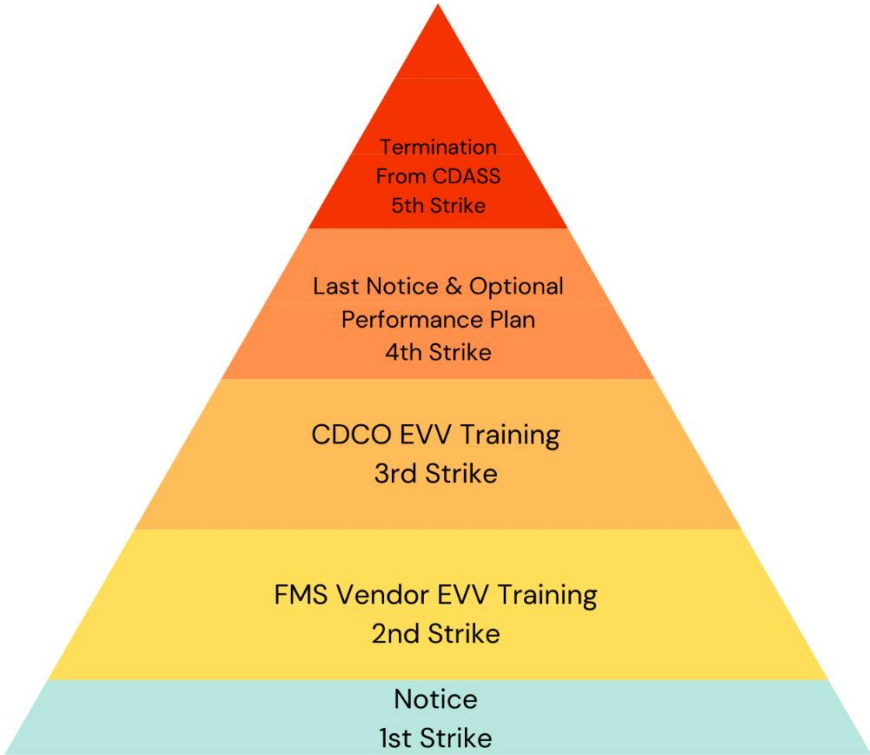 Termination
From CDASS
5th Strike
Last Notice & Optional
Performance Plan
4th Strike
CDCO EVV Training
3rd Strike
FMS Vendor EVV Training
2nd Strike
Notice
1st Strike